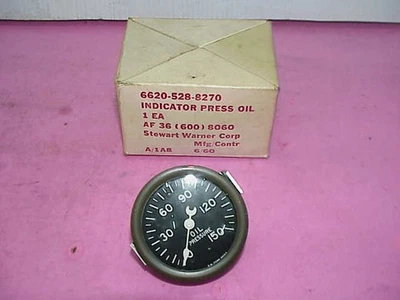 6620-528-8270
INDICATOR PRESS OIL
1 EA
AF 36 (600) 8060
Stewart Warner Corp
Mfg/Contr
A/1AB 6/60
30 60 90 120 150
OIL
PRESSURE